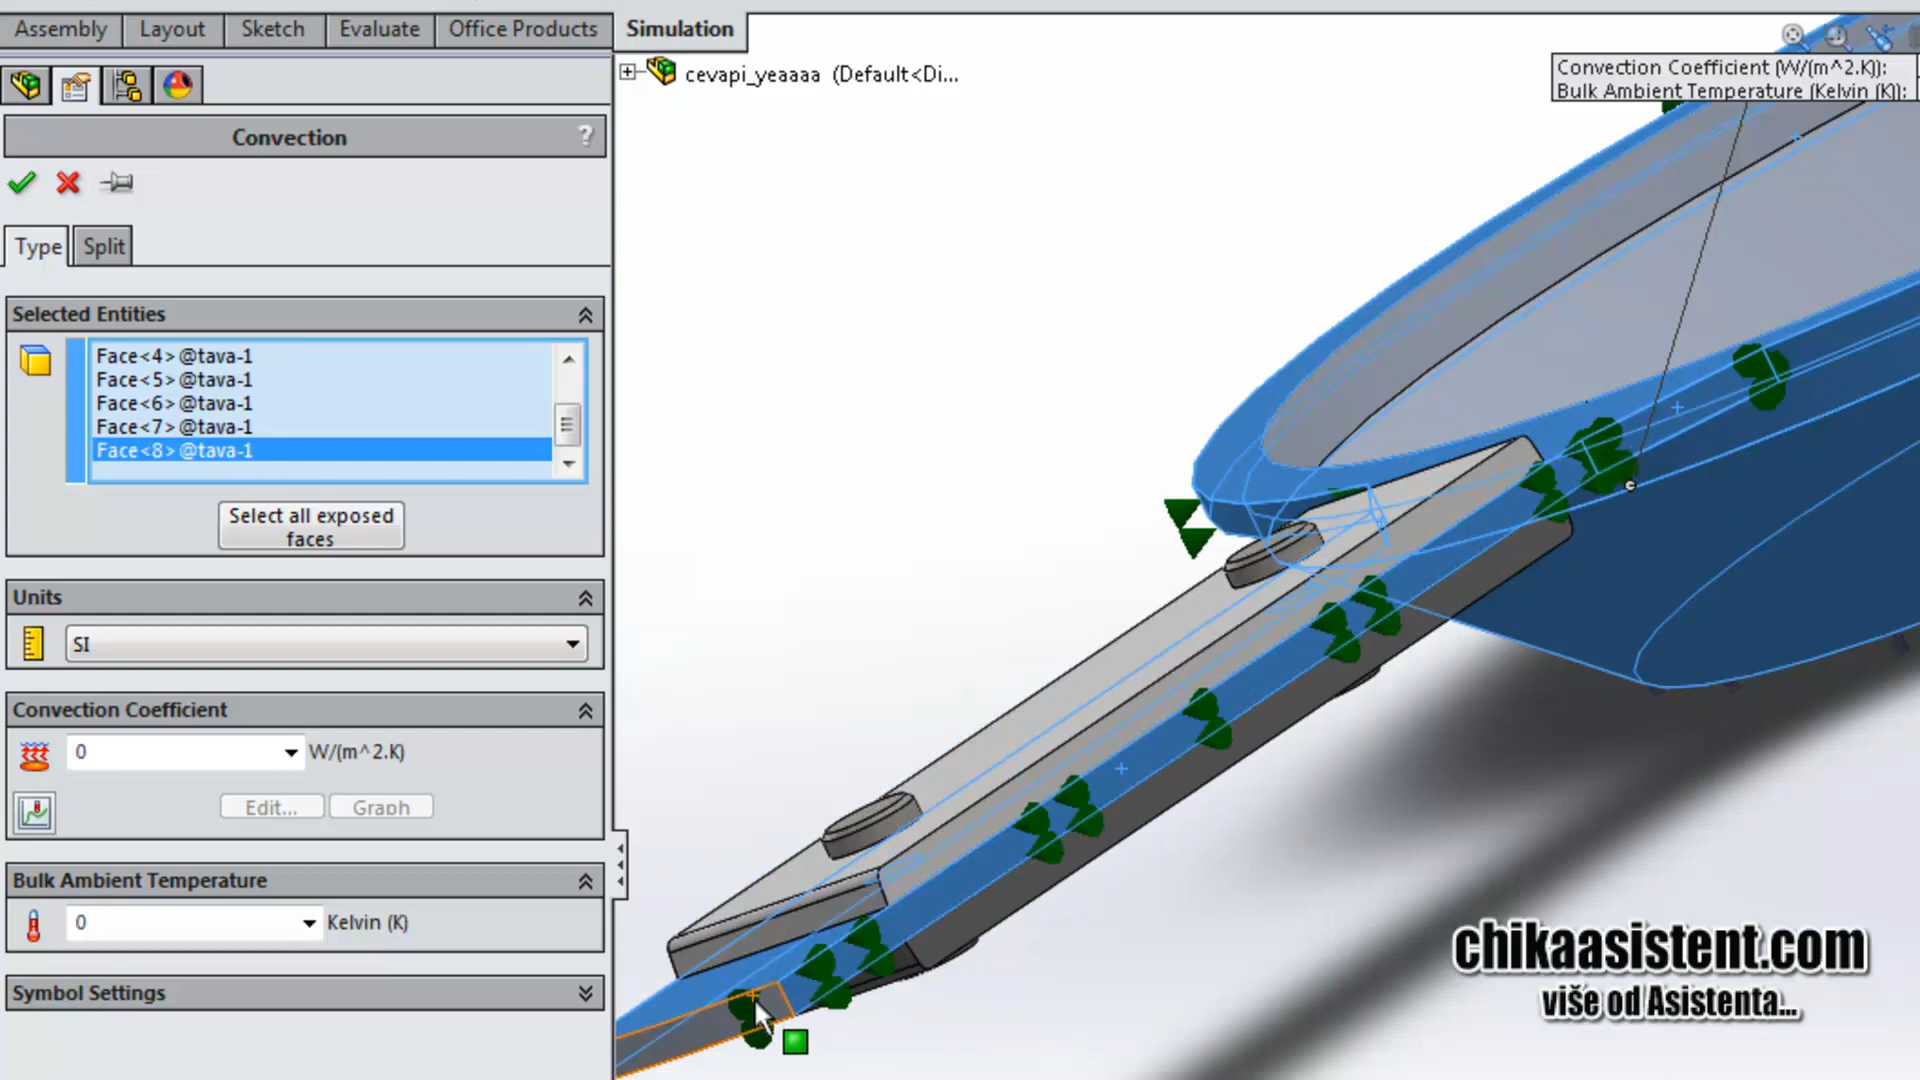 Assembly Layout Sketch Evaluate Office Products Simulation
cevapi_yeaaaa (Default<Di...
Convection Coefficient (W/(m^2.K)):
Bulk Ambient Temperature (Kelvin (K)):
Convection ?
Type Split
Selected Entities
Face<4>@tava-1
Face<5>@tava-1
Face<6>@tava-1
Face<7>@tava-1
Face<8>@tava-1
Select all exposed
faces
Units
SI
Convection Coefficient
0 W/(m^2.K)
Edit... Graph
Bulk Ambient Temperature
0 Kelvin (K)
Symbol Settings
chikaasistent.com
više od Asistenta...